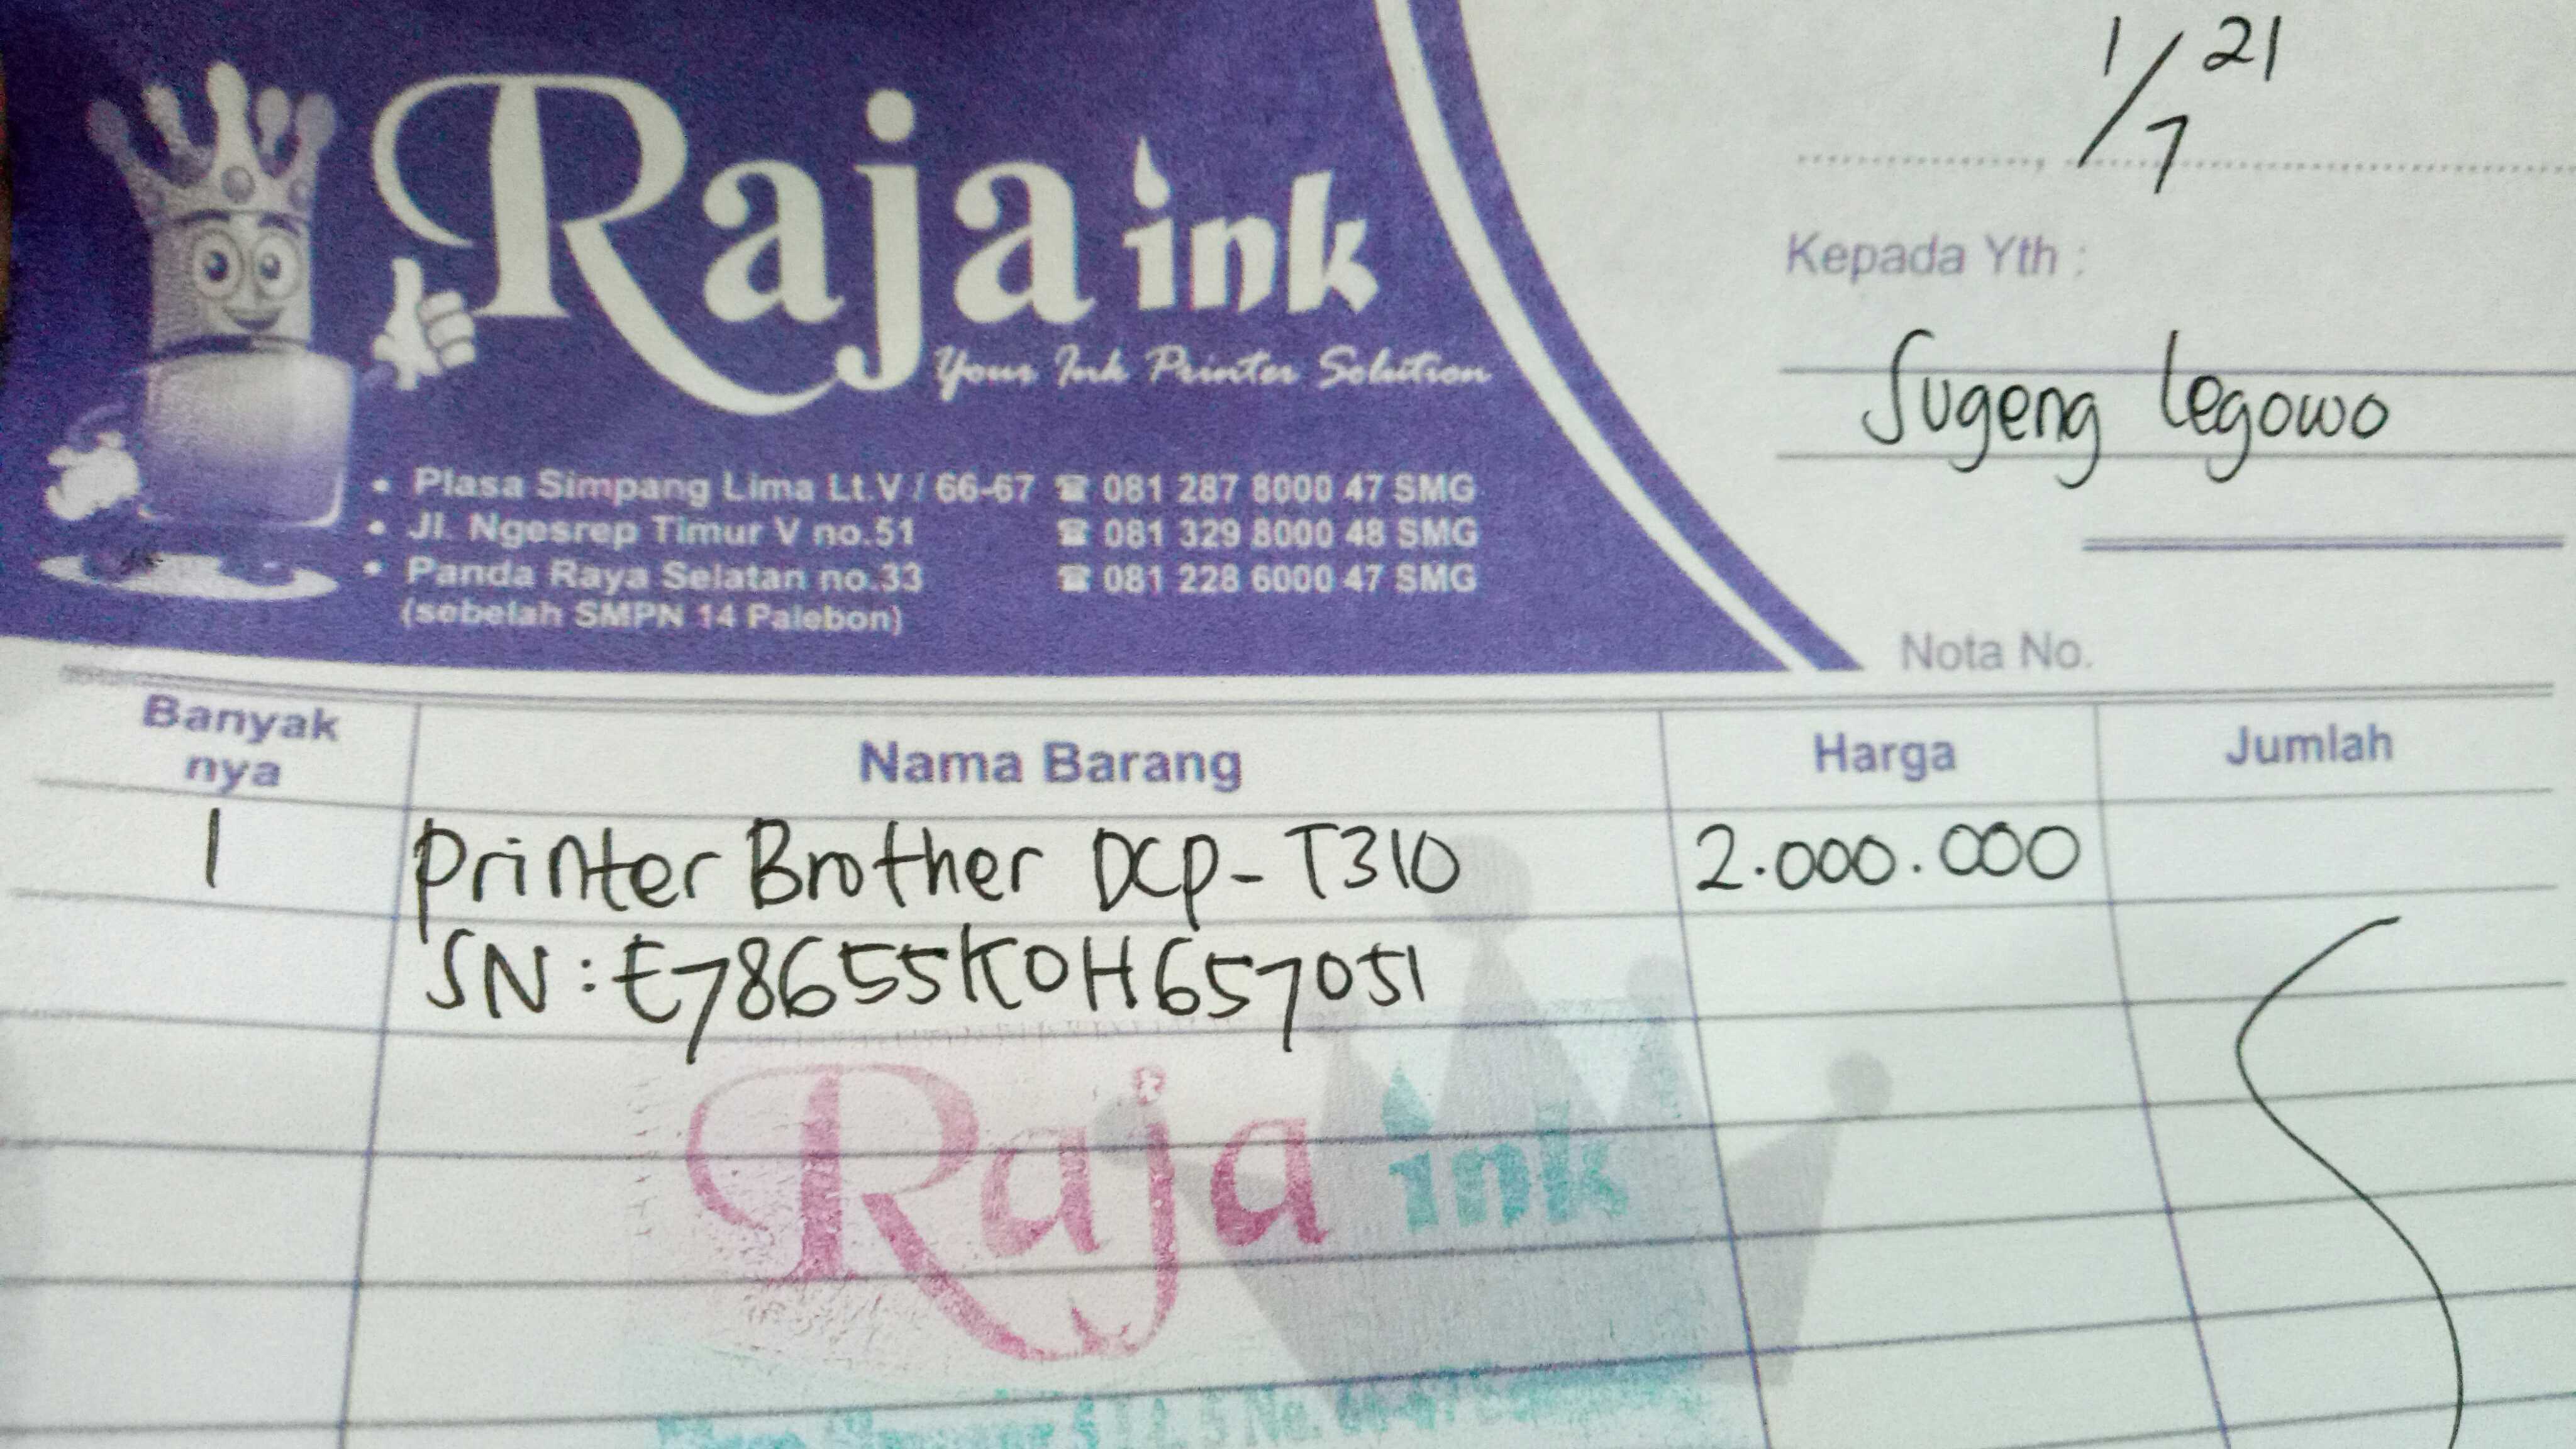 1/7 21
Raja ink
Your Ink Printer Solution
Kepada Yth :
Sugeng Legowo
• Plasa Simpang Lima Lt.V / 66-67 ☎ 081 287 8000 47 SMG
• Jl. Ngesrep Timur V no.51 ☎ 081 329 8000 48 SMG
• Panda Raya Selatan no.33 ☎ 081 228 6000 47 SMG
(sebelah SMPN 14 Palebon)
Nota No.
Banyak nya Nama Barang Harga Jumlah
1 Printer Brother DCP-T310 2.000.000
SN:E78655K0H657051
Raja ink